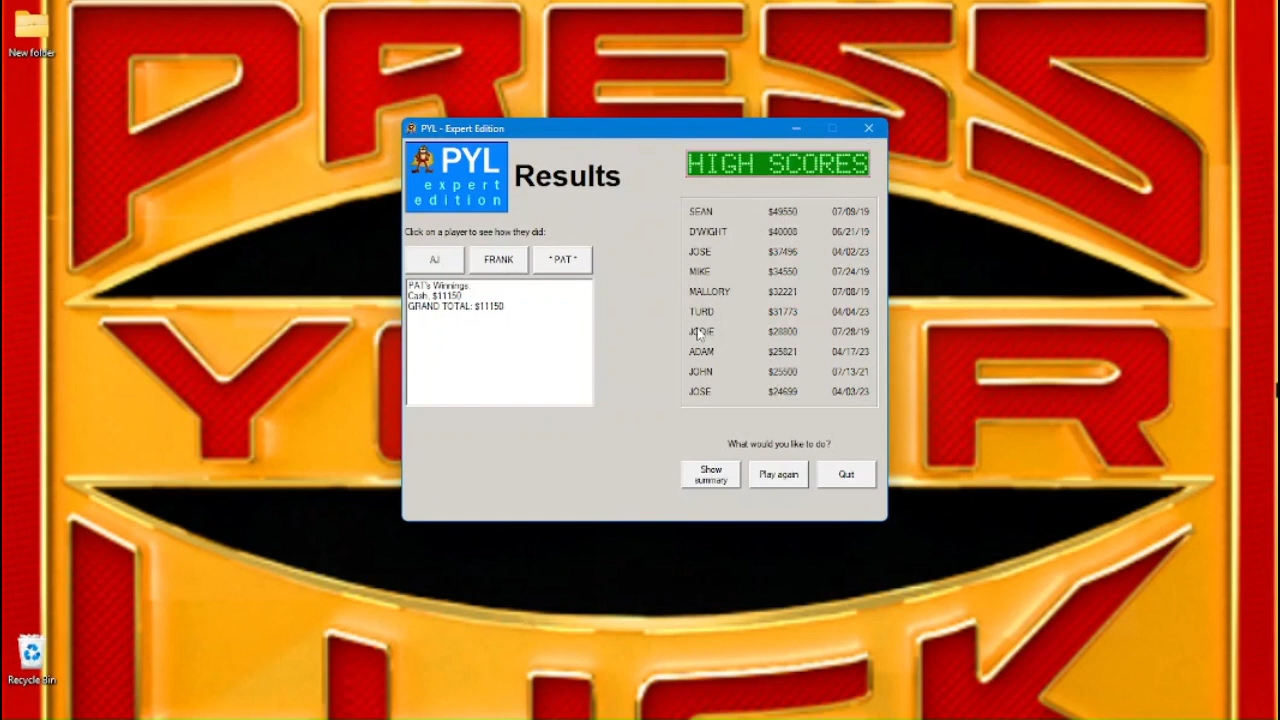 PRESS
New folder
PYL - Expert Edition
PYL
expert
edition
Results
HIGH SCORES
Click on a player to see how they did:
AJ FRANK * PAT *
PAT's Winnings:
Cash, $11150
GRAND TOTAL: $11150
SEAN $49550 07/09/19
D'WIGHT $40008 06/21/19
JOSE $37496 04/02/23
MIKE $34550 07/24/19
MALLORY $32221 07/08/19
TURD $31773 04/04/23
$28800 07/28/19
ADAM $25821 04/17/23
JOHN $25500 07/13/21
JOSE $24699 04/03/23
What would you like to do?
Show
summary
Play again
Quit
Recycle Bin